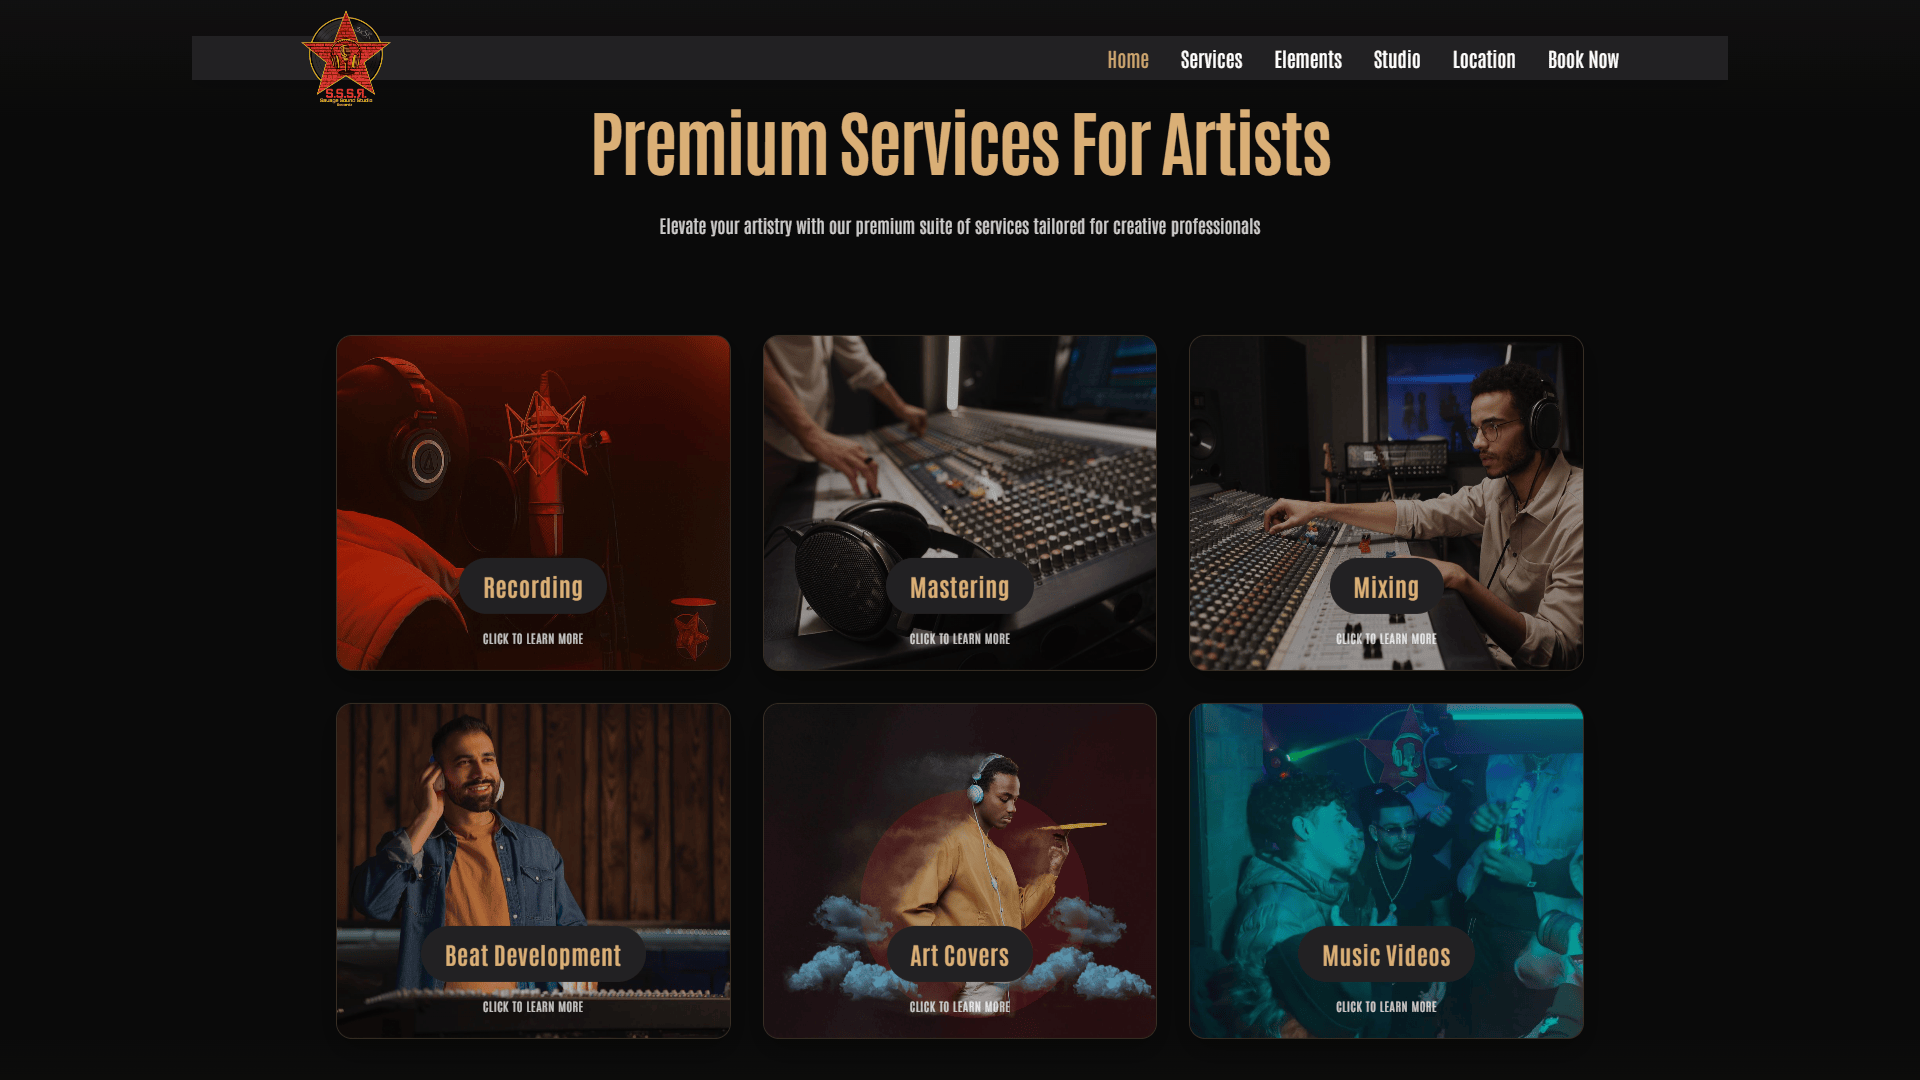 S.S.S.R.
Savage Sound Studio
Records
Home Services Elements Studio Location Book Now
Premium Services For Artists
Elevate your artistry with our premium suite of services tailored for creative professionals
Recording
CLICK TO LEARN MORE
Mastering
CLICK TO LEARN MORE
Mixing
CLICK TO LEARN MORE
Beat Development
CLICK TO LEARN MORE
Art Covers
CLICK TO LEARN MORE
Music Videos
CLICK TO LEARN MORE